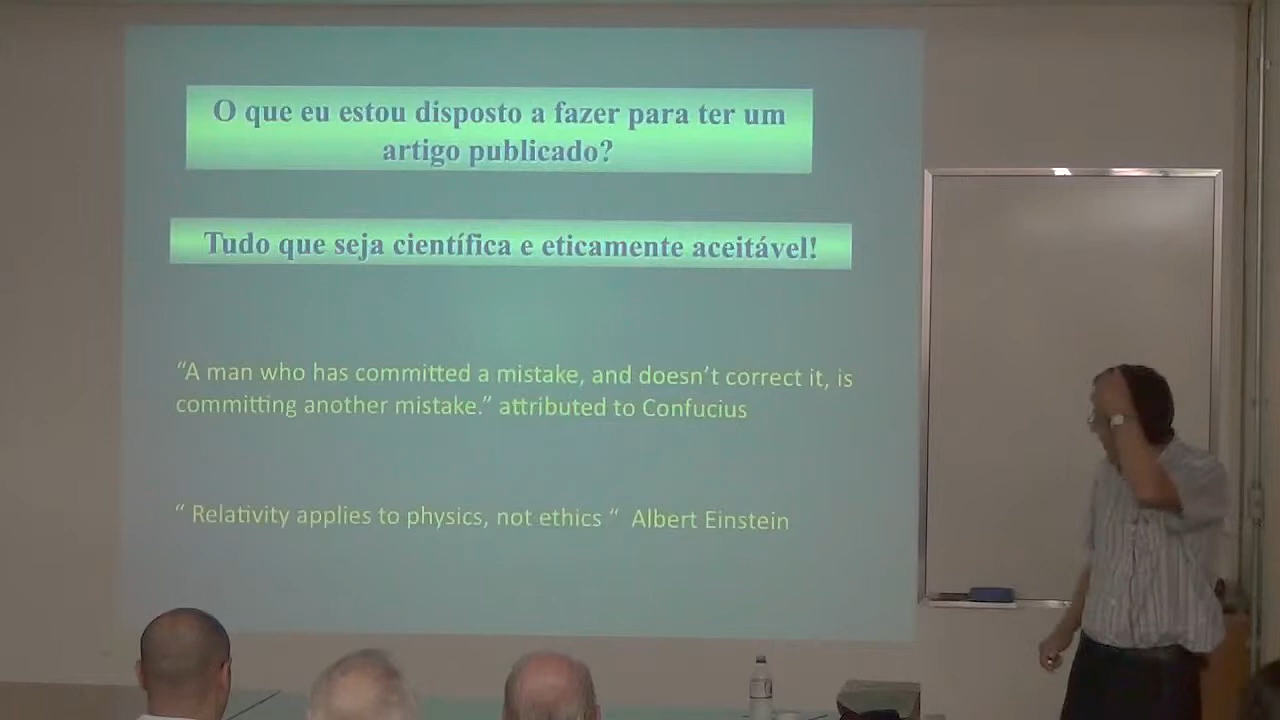 O que eu estou disposto a fazer para ter um
artigo publicado?
Tudo que seja científica e eticamente aceitável!
“A man who has committed a mistake, and doesn’t correct it, is
committing another mistake.” attributed to Confucius
“ Relativity applies to physics, not ethics “  Albert Einstein